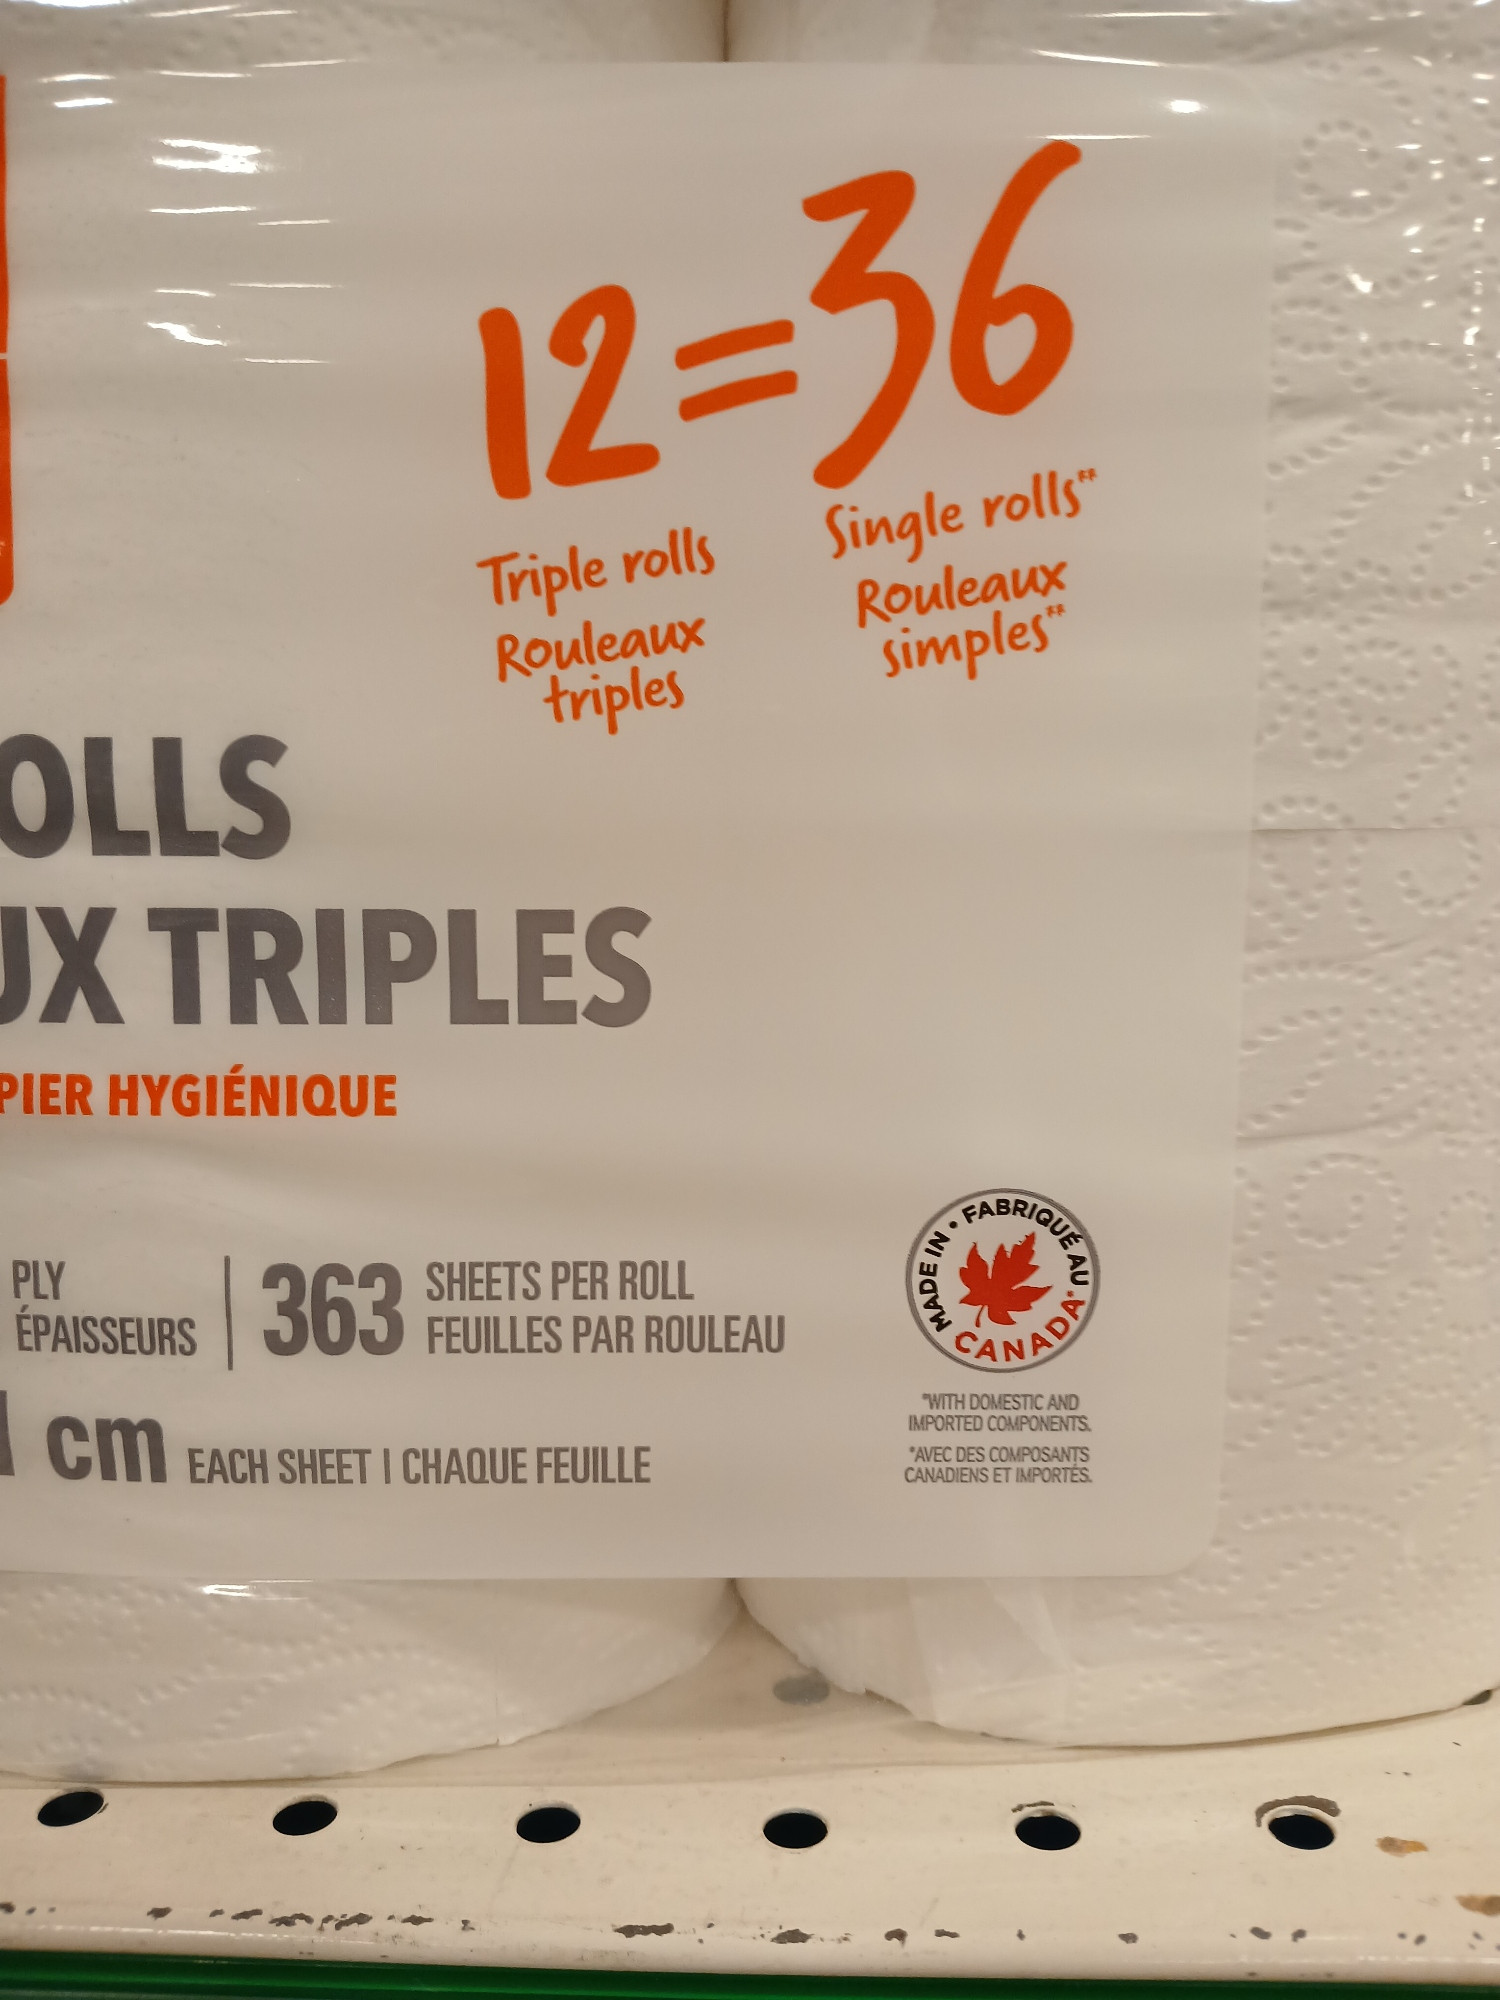 12=36
Triple rolls
Rouleaux
triples
Single rolls**
Rouleaux
simples**
OLLS
UX TRIPLES
PIER HYGIÉNIQUE
PLY
ÉPAISSEURS
363 SHEETS PER ROLL
FEUILLES PAR ROULEAU
cm EACH SHEET | CHAQUE FEUILLE
MADE IN • FABRIQUÉ AU
CANADA*
*WITH DOMESTIC AND
IMPORTED COMPONENTS.
*AVEC DES COMPOSANTS
CANADIENS ET IMPORTÉS.